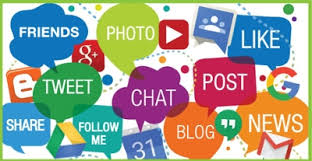 FRIENDS
g+
PHOTO
LIKE
TWEET
CHAT
POST
G
SHARE
FOLLOW
ME
31
BLOG
NEWS